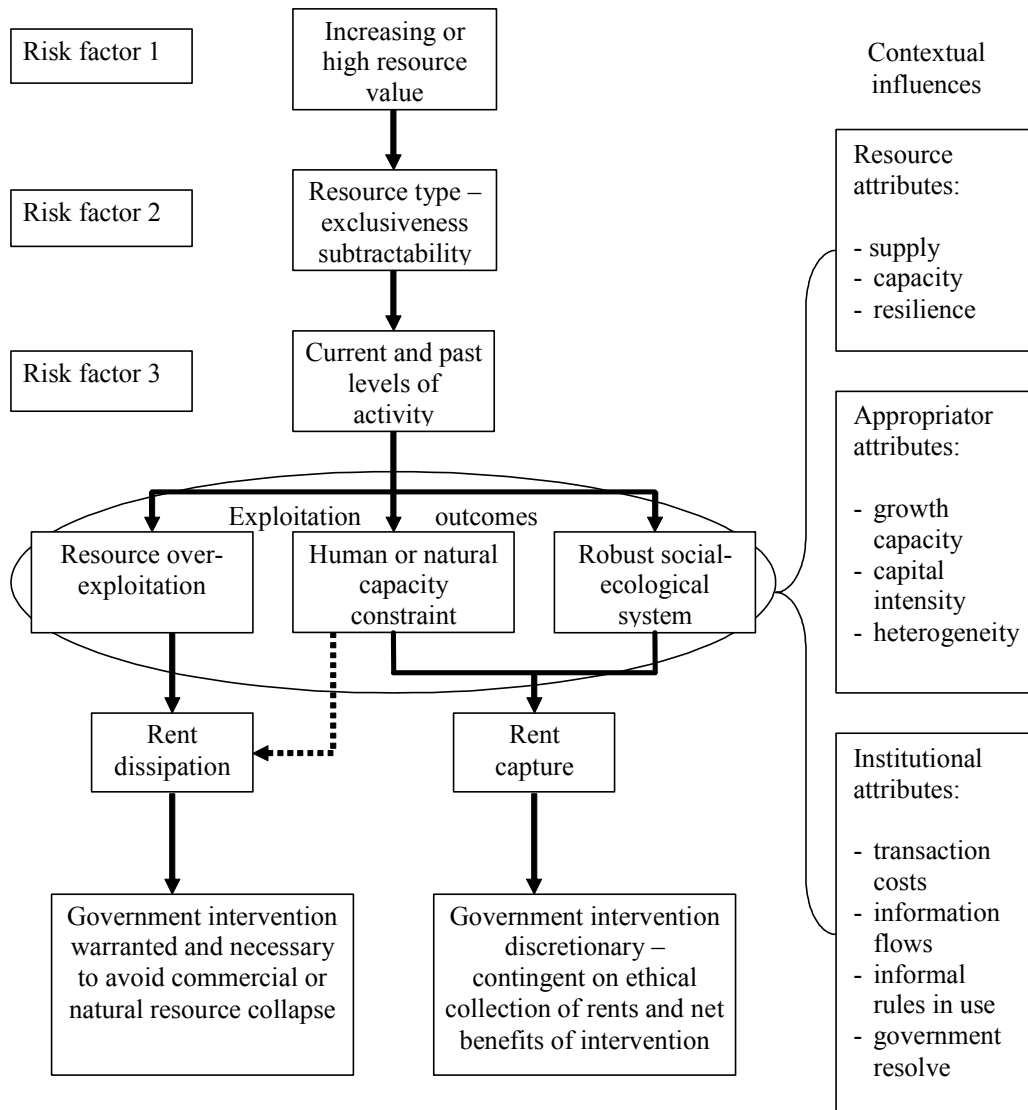 Risk factor 1
Increasing or
high resource
value
Contextual
influences
Risk factor 2
Resource type –
exclusiveness
subtractability
Risk factor 3
Current and past
levels of
activity
Exploitation outcomes
Resource over-
exploitation
Human or natural
capacity
constraint
Robust social-
ecological
system
Rent
dissipation
Rent
capture
Government intervention
warranted and necessary
to avoid commercial or
natural resource collapse
Government intervention
discretionary –
contingent on ethical
collection of rents and net
benefits of intervention
Resource
attributes:
- supply
- capacity
- resilience
Appropriator
attributes:
- growth
capacity
- capital
intensity
- heterogeneity
Institutional
attributes:
- transaction
costs
- information
flows
- informal
rules in use
- government
resolve